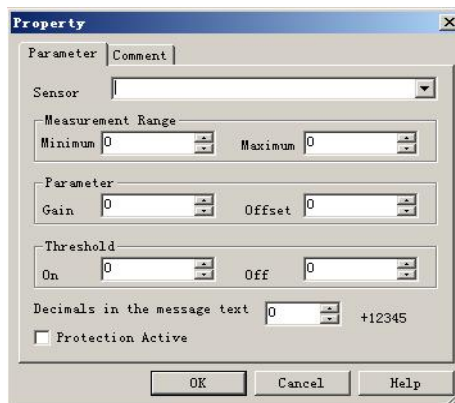 Property
Parameter Comment
Sensor
Measurement Range
Minimum 0 Maximum 0
Parameter
Gain 0 Offset 0
Threshold
On 0 Off 0
Decimals in the message text 0 +12345
Protection Active
OK Cancel Help